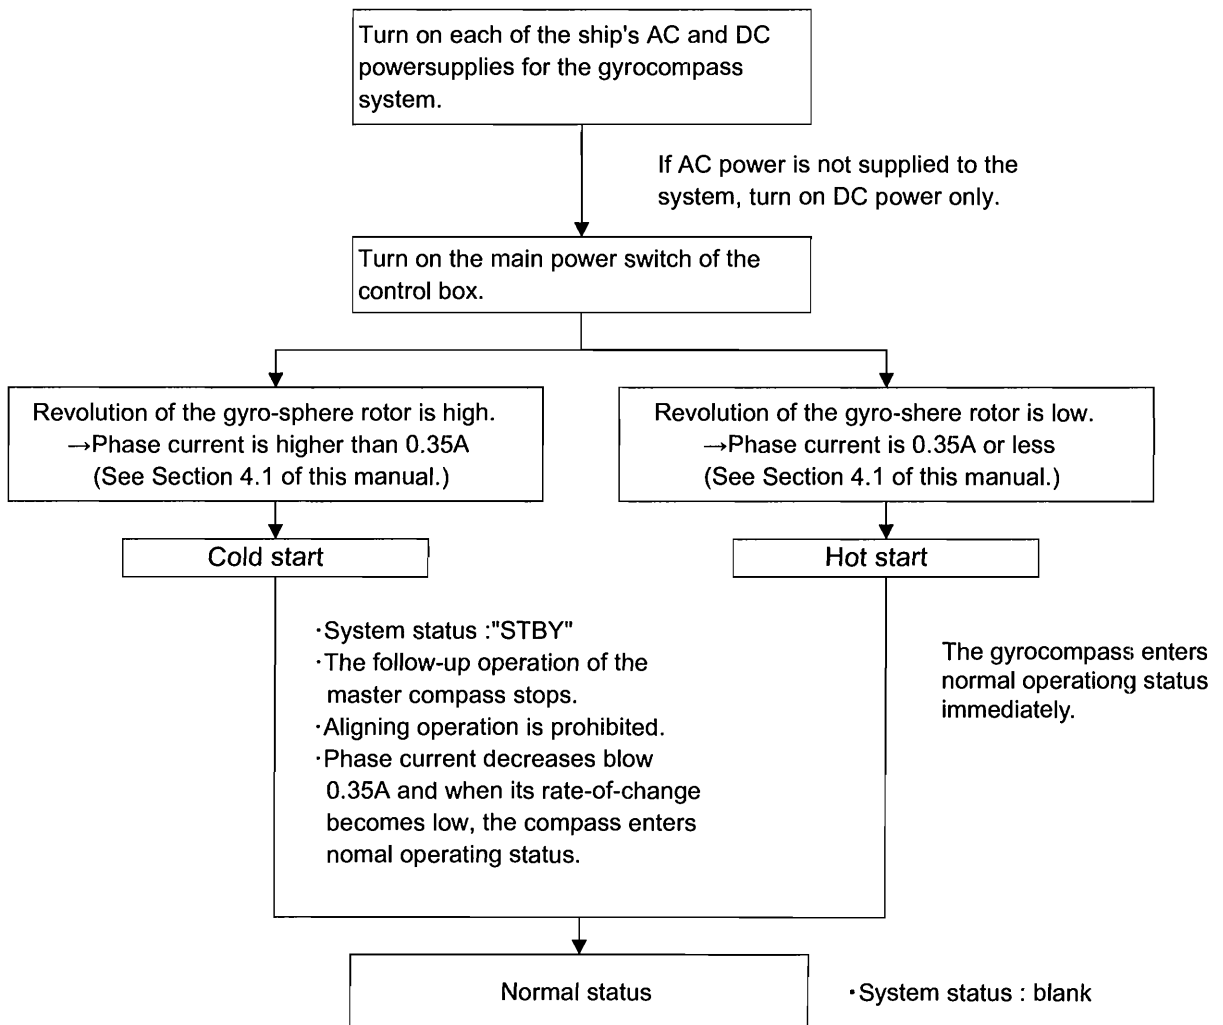 Turn on each of the ship's AC and DC
powersupplies for the gyrocompass
system.
If AC power is not supplied to the
system, turn on DC power only.
Turn on the main power switch of the
control box.
Revolution of the gyro-sphere rotor is high.
→Phase current is higher than 0.35A
(See Section 4.1 of this manual.)
Revolution of the gyro-shere rotor is low.
→Phase current is 0.35A or less
(See Section 4.1 of this manual.)
Cold start
Hot start
·System status :"STBY"
·The follow-up operation of the
master compass stops.
·Aligning operation is prohibited.
·Phase current decreases blow
0.35A and when its rate-of-change
becomes low, the compass enters
nomal operating status.
The gyrocompass enters
normal operationg status
immediately.
Normal status
·System status : blank